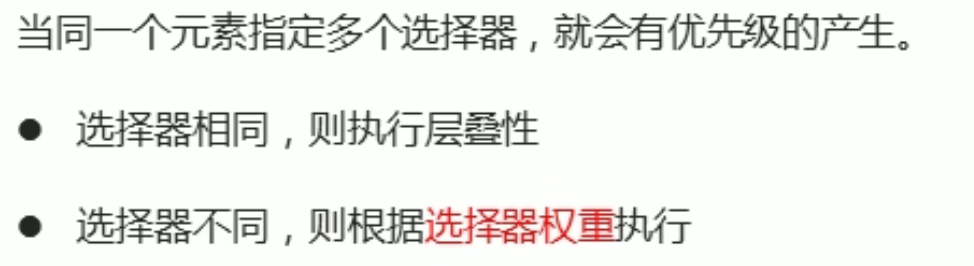 当同一个元素指定多个选择器，就会有优先级的产生。
● 选择器相同，则执行层叠性
● 选择器不同，则根据选择器权重执行